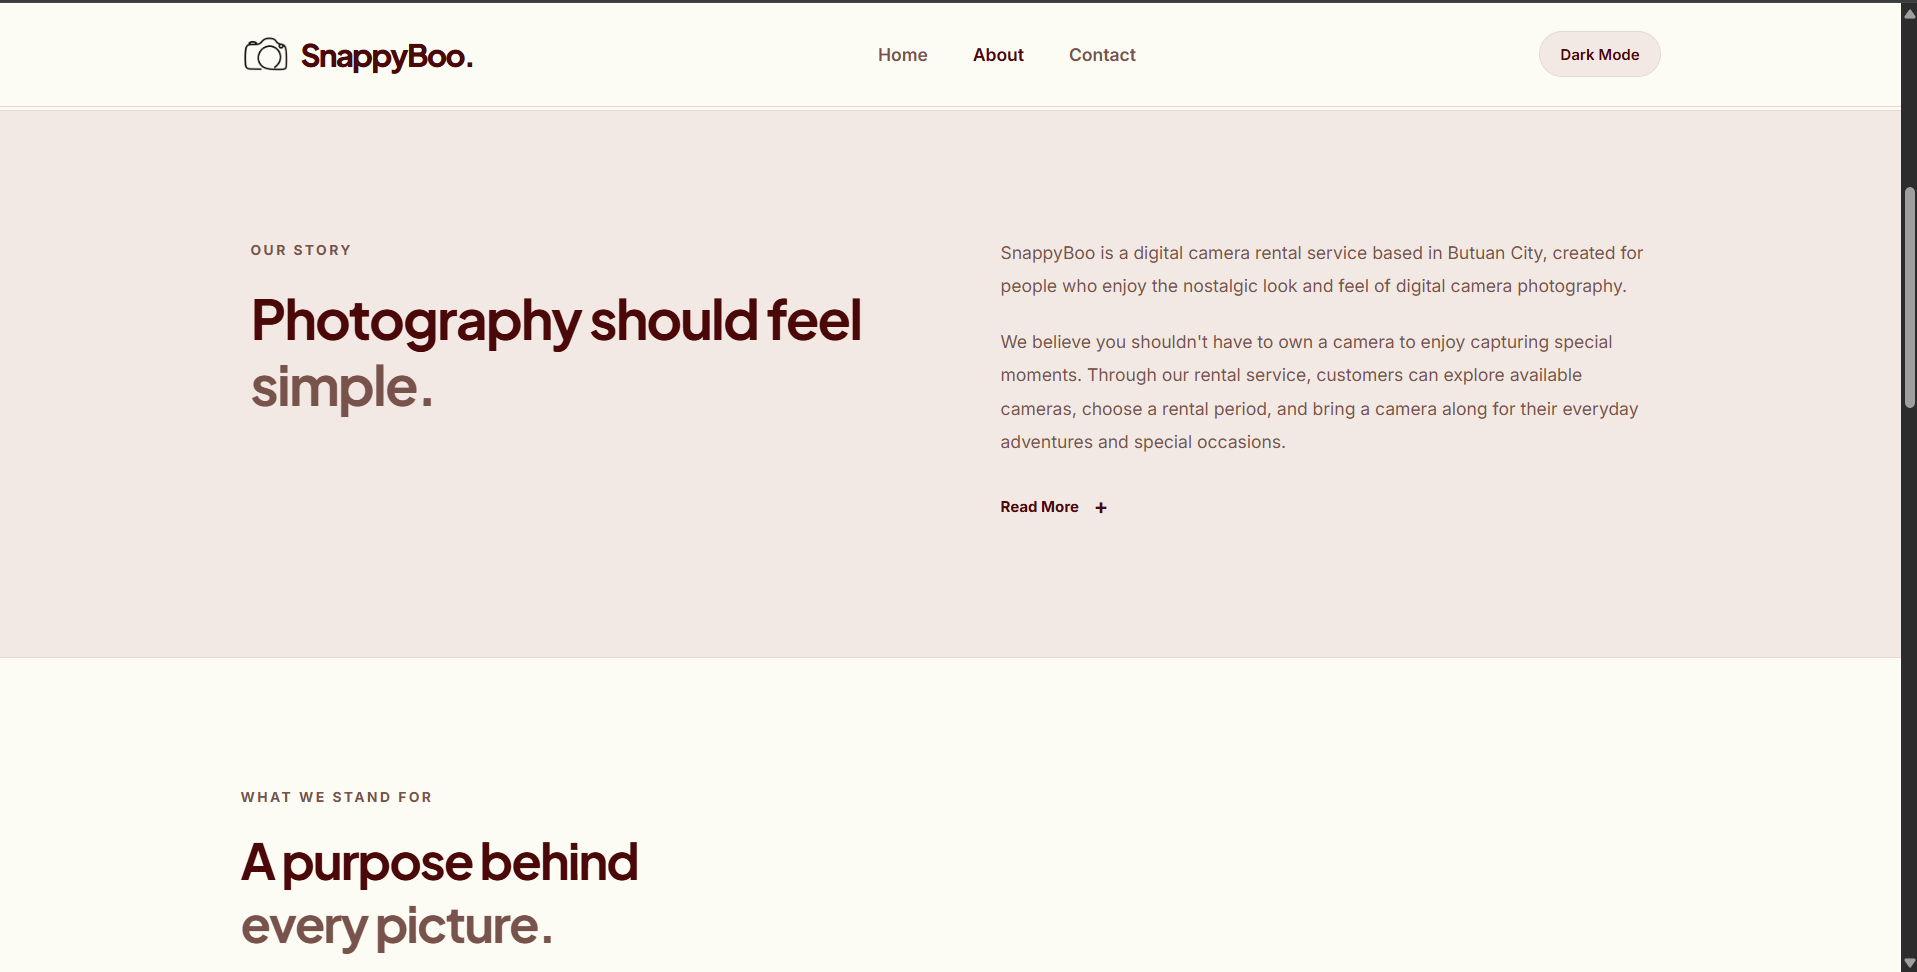 SnappyBoo.
Home
About
Contact
Dark Mode
OUR STORY
Photography should feel
simple.
SnappyBoo is a digital camera rental service based in Butuan City, created for
people who enjoy the nostalgic look and feel of digital camera photography.
We believe you shouldn't have to own a camera to enjoy capturing special
moments. Through our rental service, customers can explore available
cameras, choose a rental period, and bring a camera along for their everyday
adventures and special occasions.
Read More +
WHAT WE STAND FOR
A purpose behind
every picture.